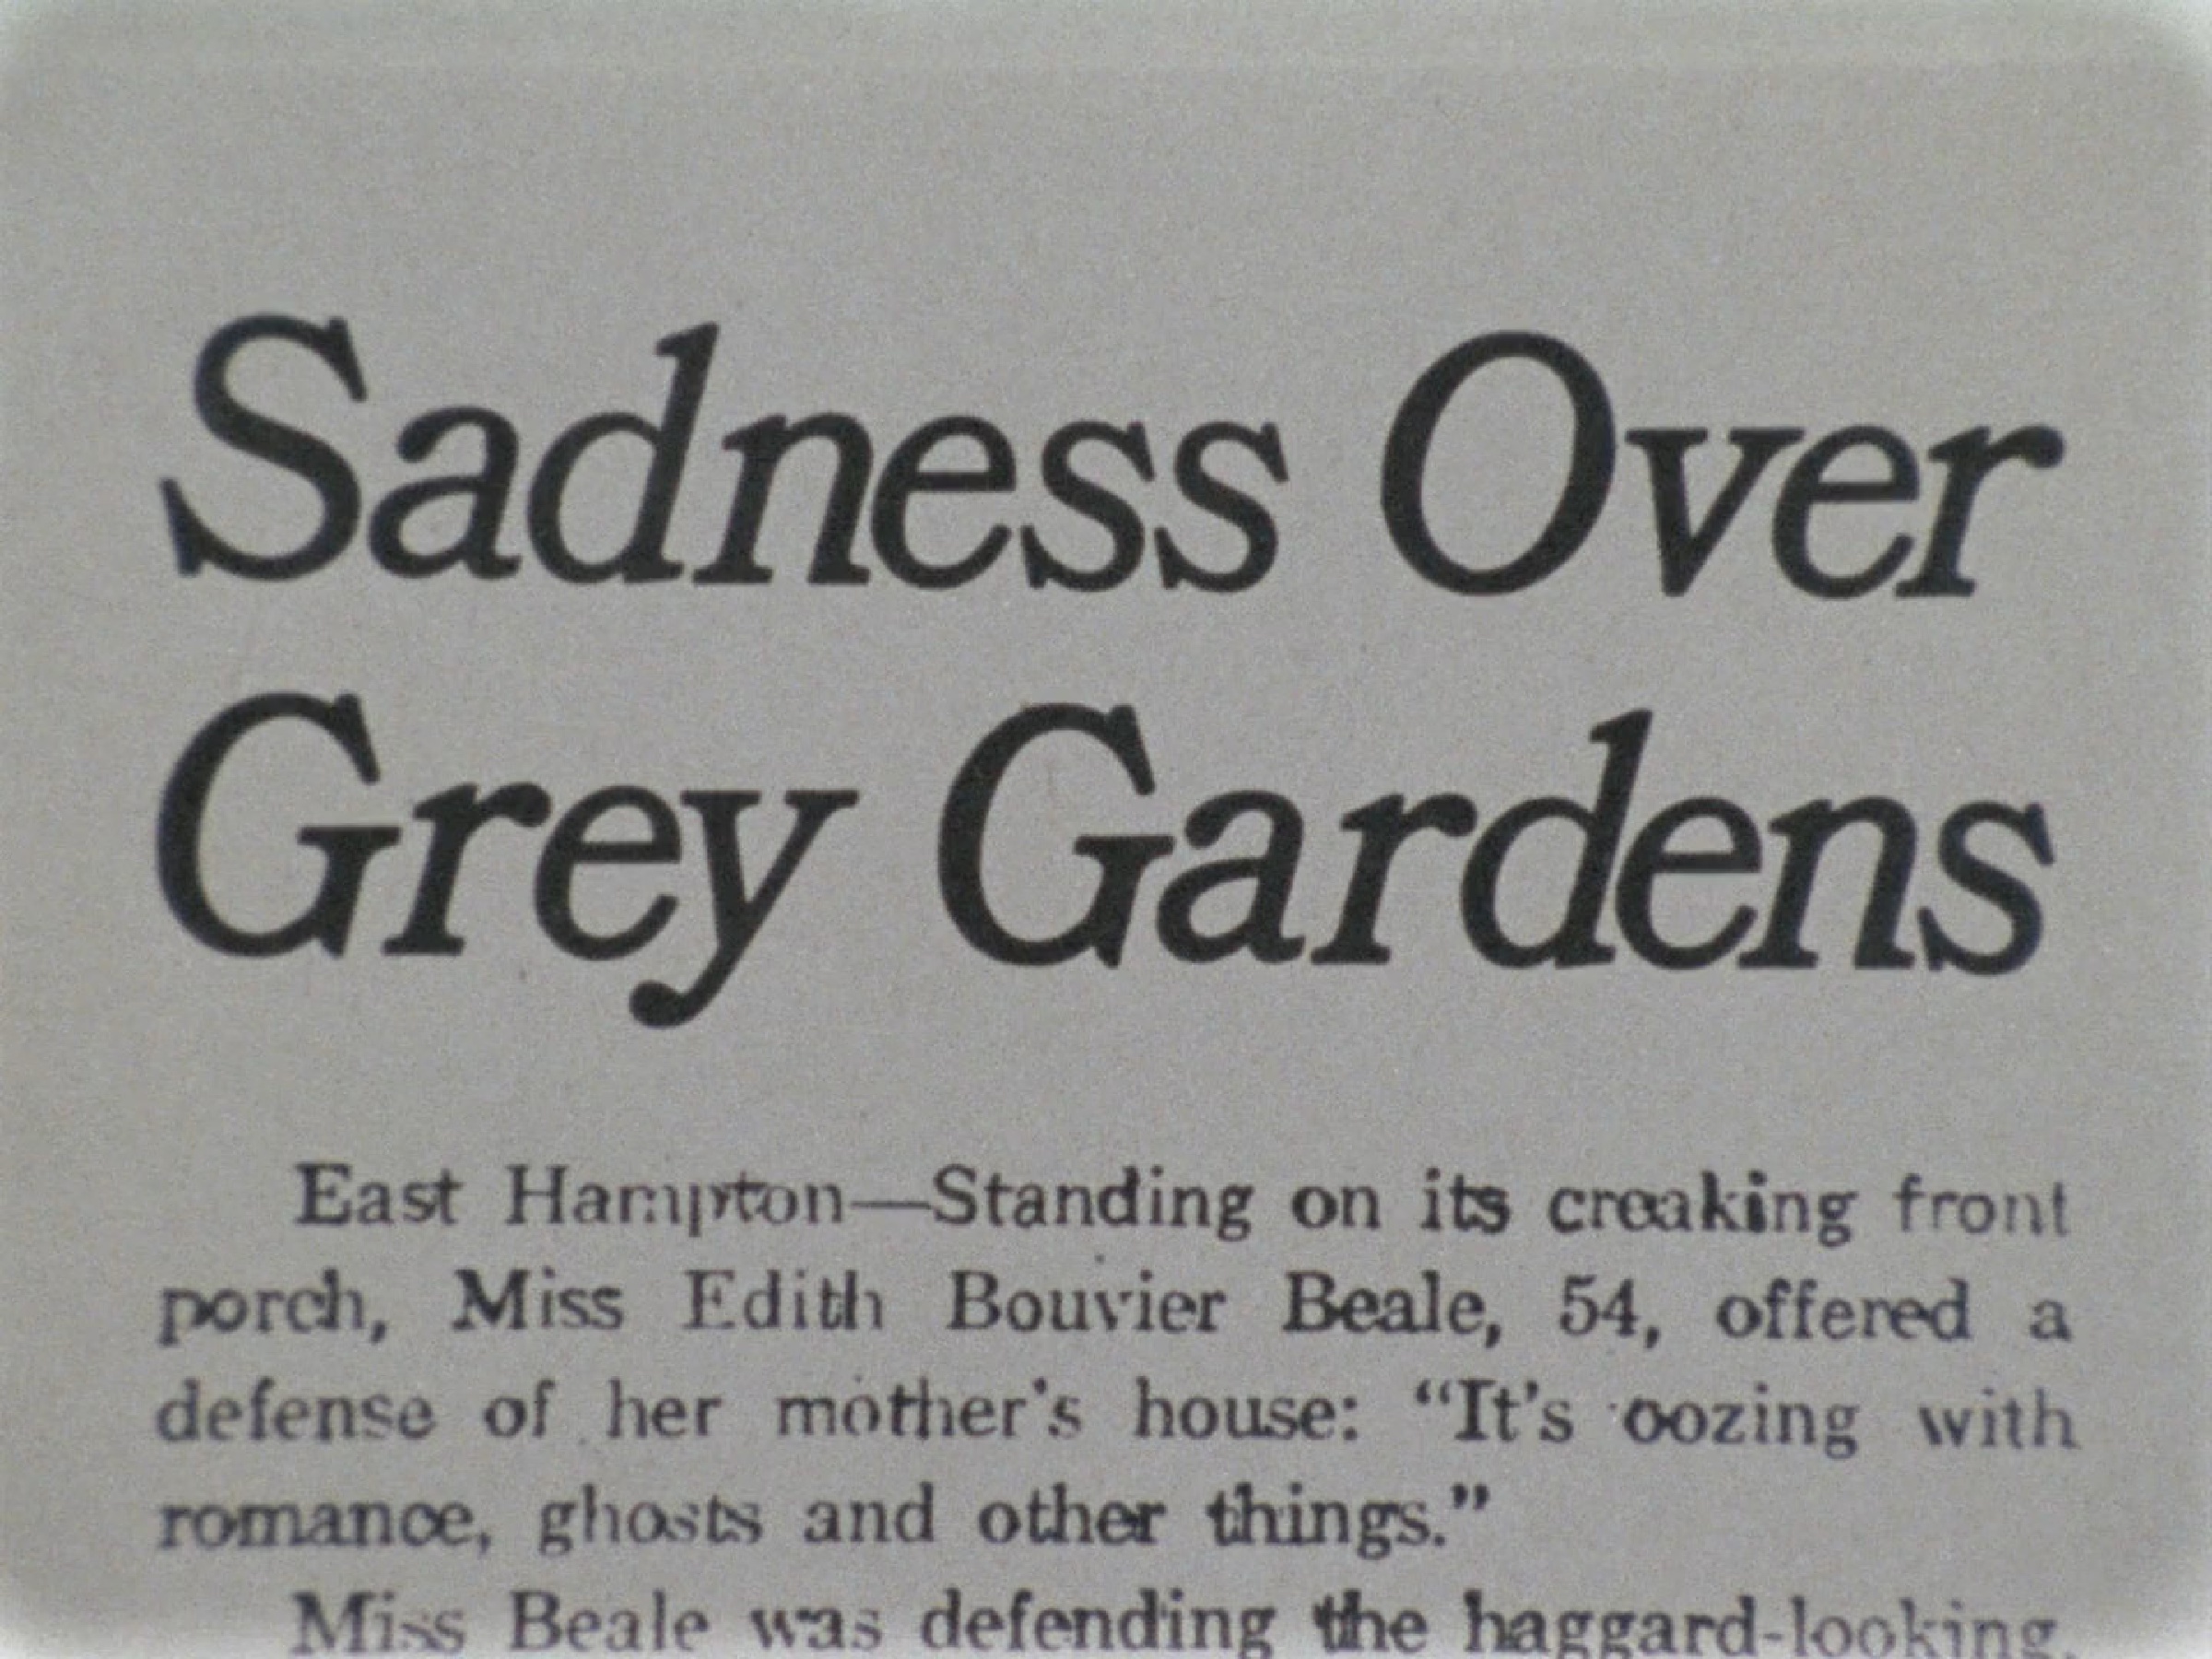 Sadness Over
Grey Gardens
East Hampton—Standing on its creaking front
porch, Miss Edith Bouvier Beale, 54, offered a
defense of her mother's house: “It's oozing with
romance, ghosts and other things.”
Miss Beale was defending the haggard-looking,